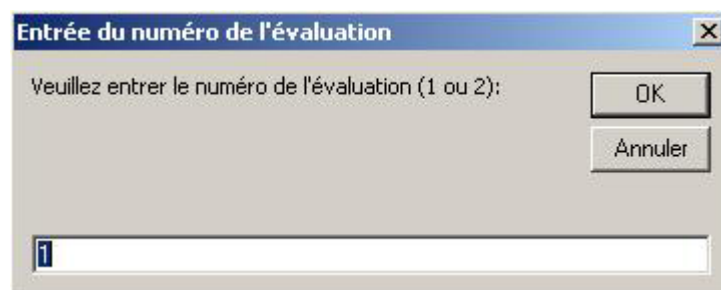 Entrée du numéro de l'évaluation
Veuillez entrer le numéro de l'évaluation (1 ou 2):
OK
Annuler
1